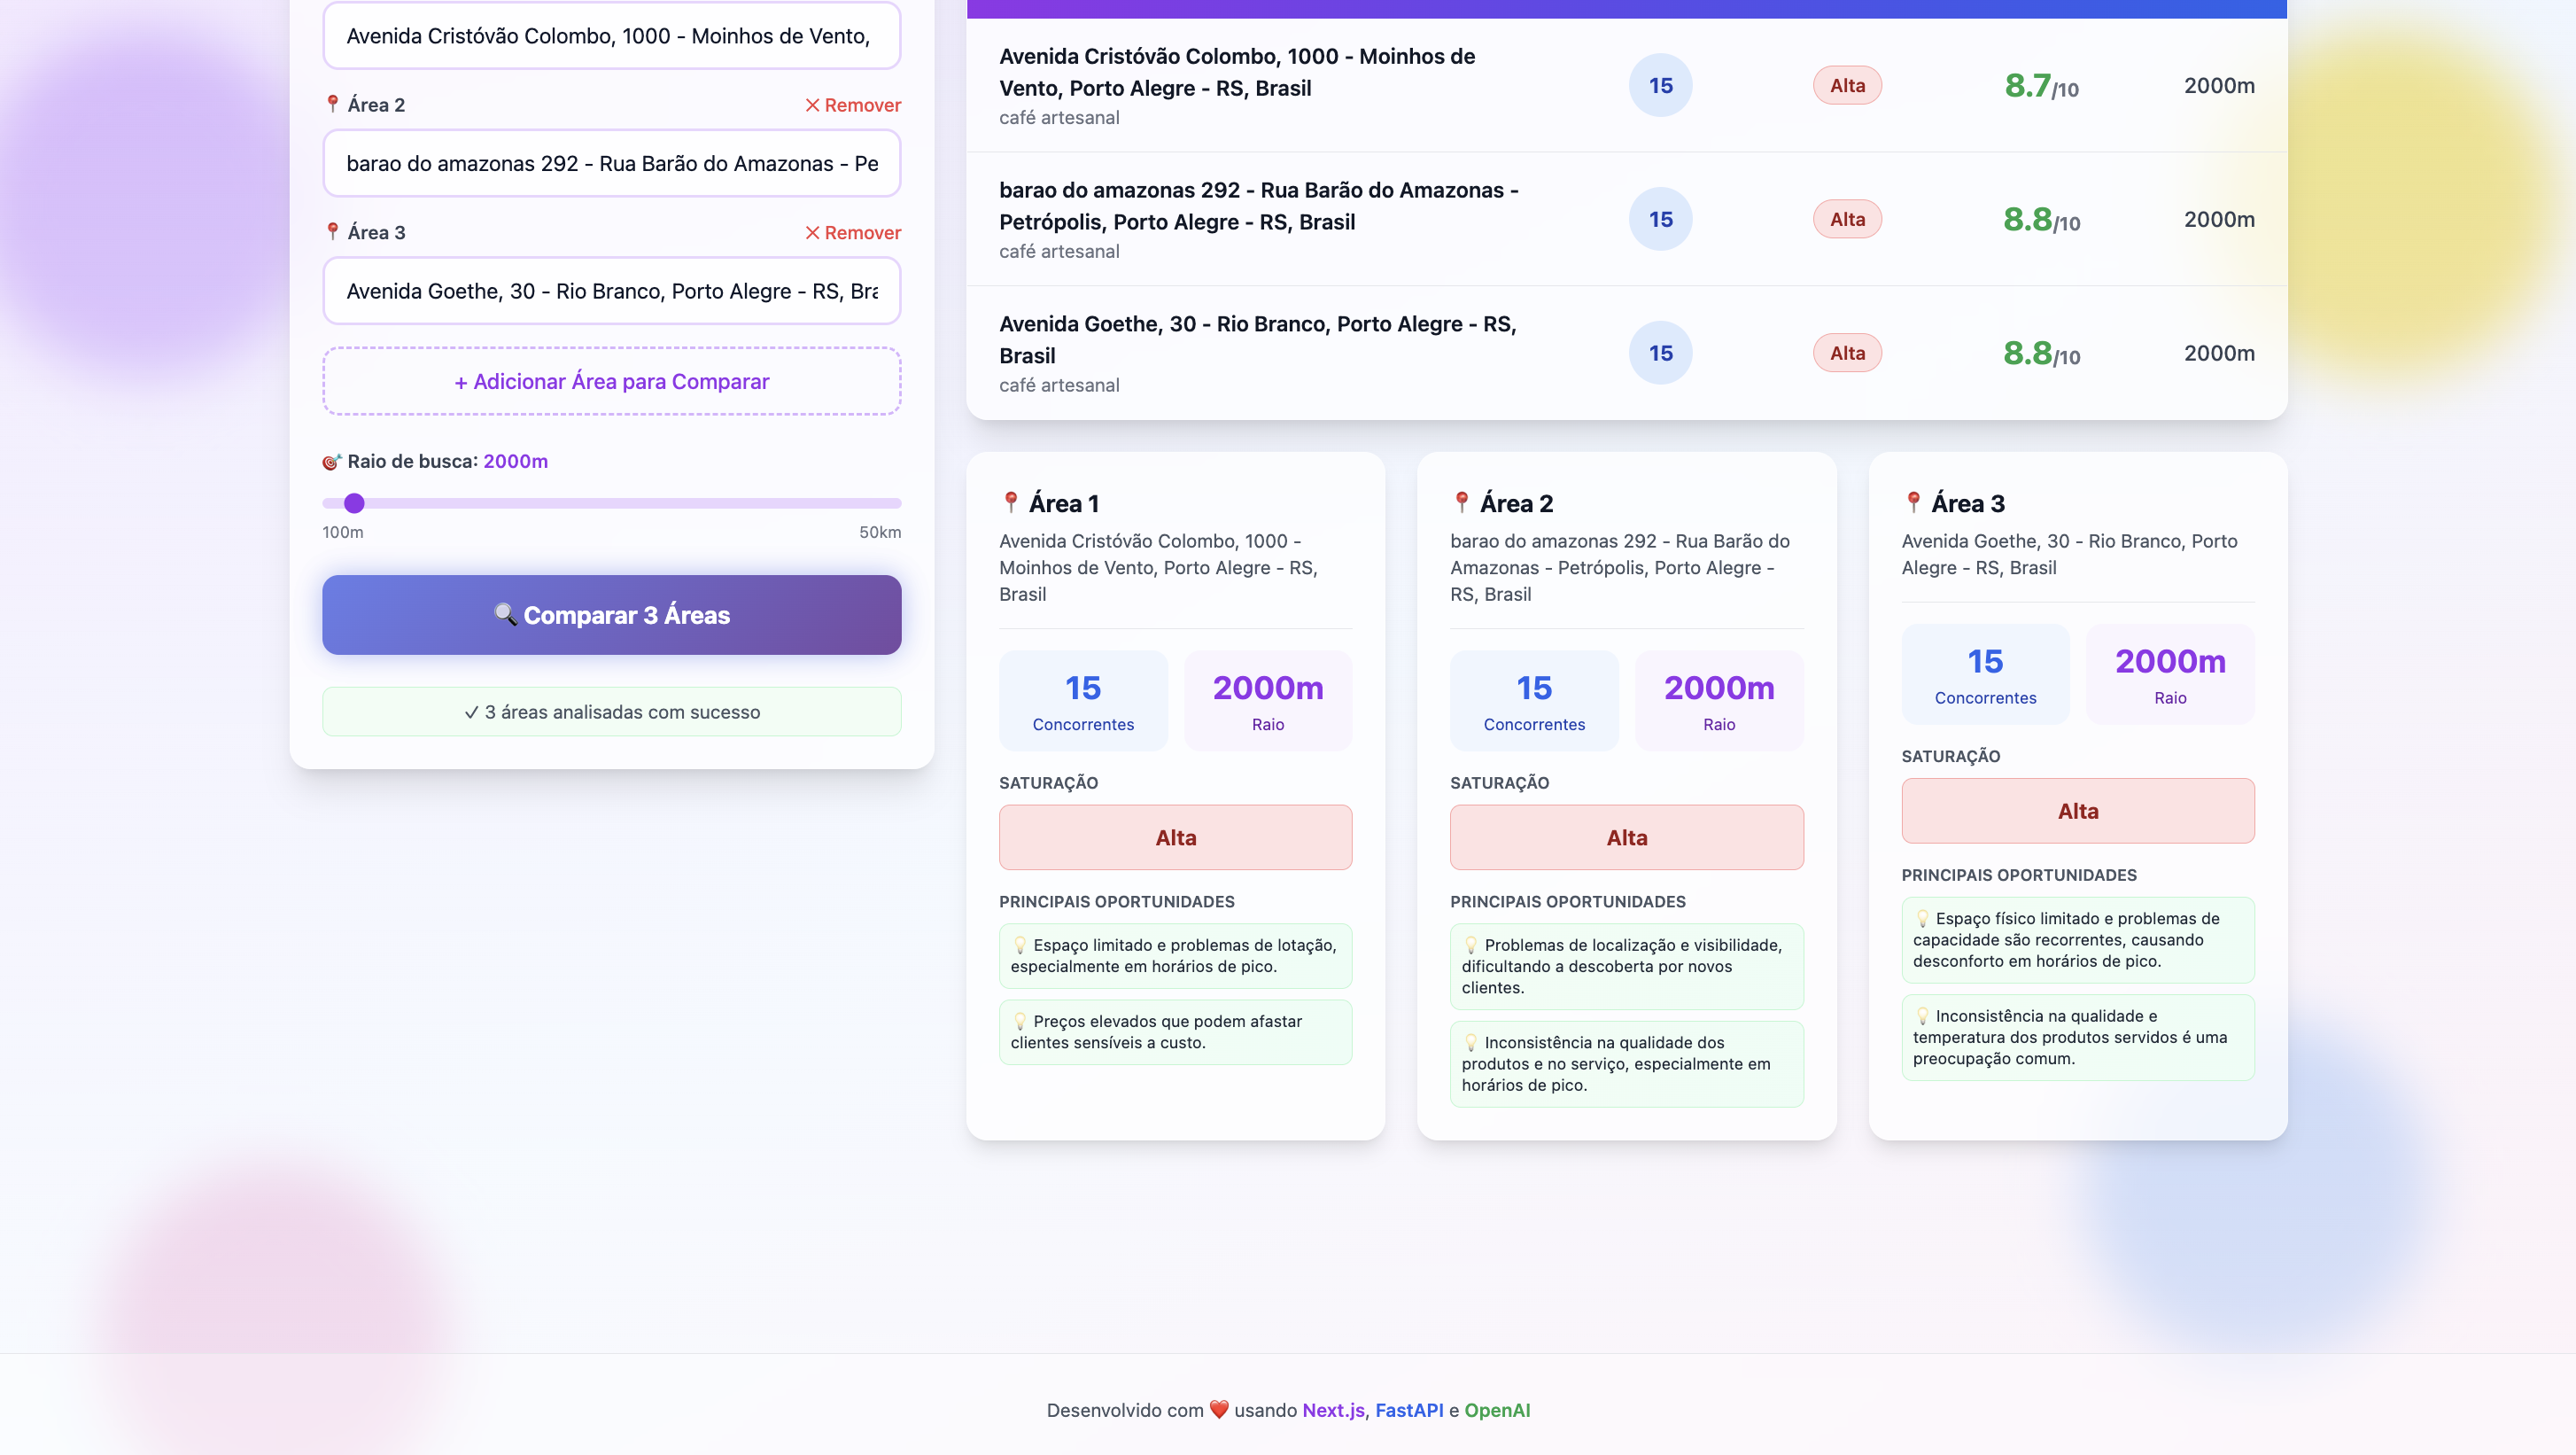 Avenida Cristóvão Colombo, 1000 - Moinhos de Vento,
📍 Área 2
✕ Remover
barao do amazonas 292 - Rua Barão do Amazonas - Pe
📍 Área 3
✕ Remover
Avenida Goethe, 30 - Rio Branco, Porto Alegre - RS, Bra
+ Adicionar Área para Comparar
🎯 Raio de busca: 2000m
100m
50km
🔍 Comparar 3 Áreas
✓ 3 áreas analisadas com sucesso
Avenida Cristóvão Colombo, 1000 - Moinhos de
Vento, Porto Alegre - RS, Brasil
café artesanal
15
Alta
8.7/10
2000m
barao do amazonas 292 - Rua Barão do Amazonas -
Petrópolis, Porto Alegre - RS, Brasil
café artesanal
15
Alta
8.8/10
2000m
Avenida Goethe, 30 - Rio Branco, Porto Alegre - RS,
Brasil
café artesanal
15
Alta
8.8/10
2000m
📍 Área 1
Avenida Cristóvão Colombo, 1000 -
Moinhos de Vento, Porto Alegre - RS,
Brasil
15
Concorrentes
2000m
Raio
SATURAÇÃO
Alta
PRINCIPAIS OPORTUNIDADES
💡 Espaço limitado e problemas de lotação,
especialmente em horários de pico.
💡 Preços elevados que podem afastar
clientes sensíveis a custo.
📍 Área 2
barao do amazonas 292 - Rua Barão do
Amazonas - Petrópolis, Porto Alegre -
RS, Brasil
15
Concorrentes
2000m
Raio
SATURAÇÃO
Alta
PRINCIPAIS OPORTUNIDADES
💡 Problemas de localização e visibilidade,
dificultando a descoberta por novos
clientes.
💡 Inconsistência na qualidade dos
produtos e no serviço, especialmente em
horários de pico.
📍 Área 3
Avenida Goethe, 30 - Rio Branco, Porto
Alegre - RS, Brasil
15
Concorrentes
2000m
Raio
SATURAÇÃO
Alta
PRINCIPAIS OPORTUNIDADES
💡 Espaço físico limitado e problemas de
capacidade são recorrentes, causando
desconforto em horários de pico.
💡 Inconsistência na qualidade e
temperatura dos produtos servidos é uma
preocupação comum.
Desenvolvido com ❤️ usando Next.js, FastAPI e OpenAI